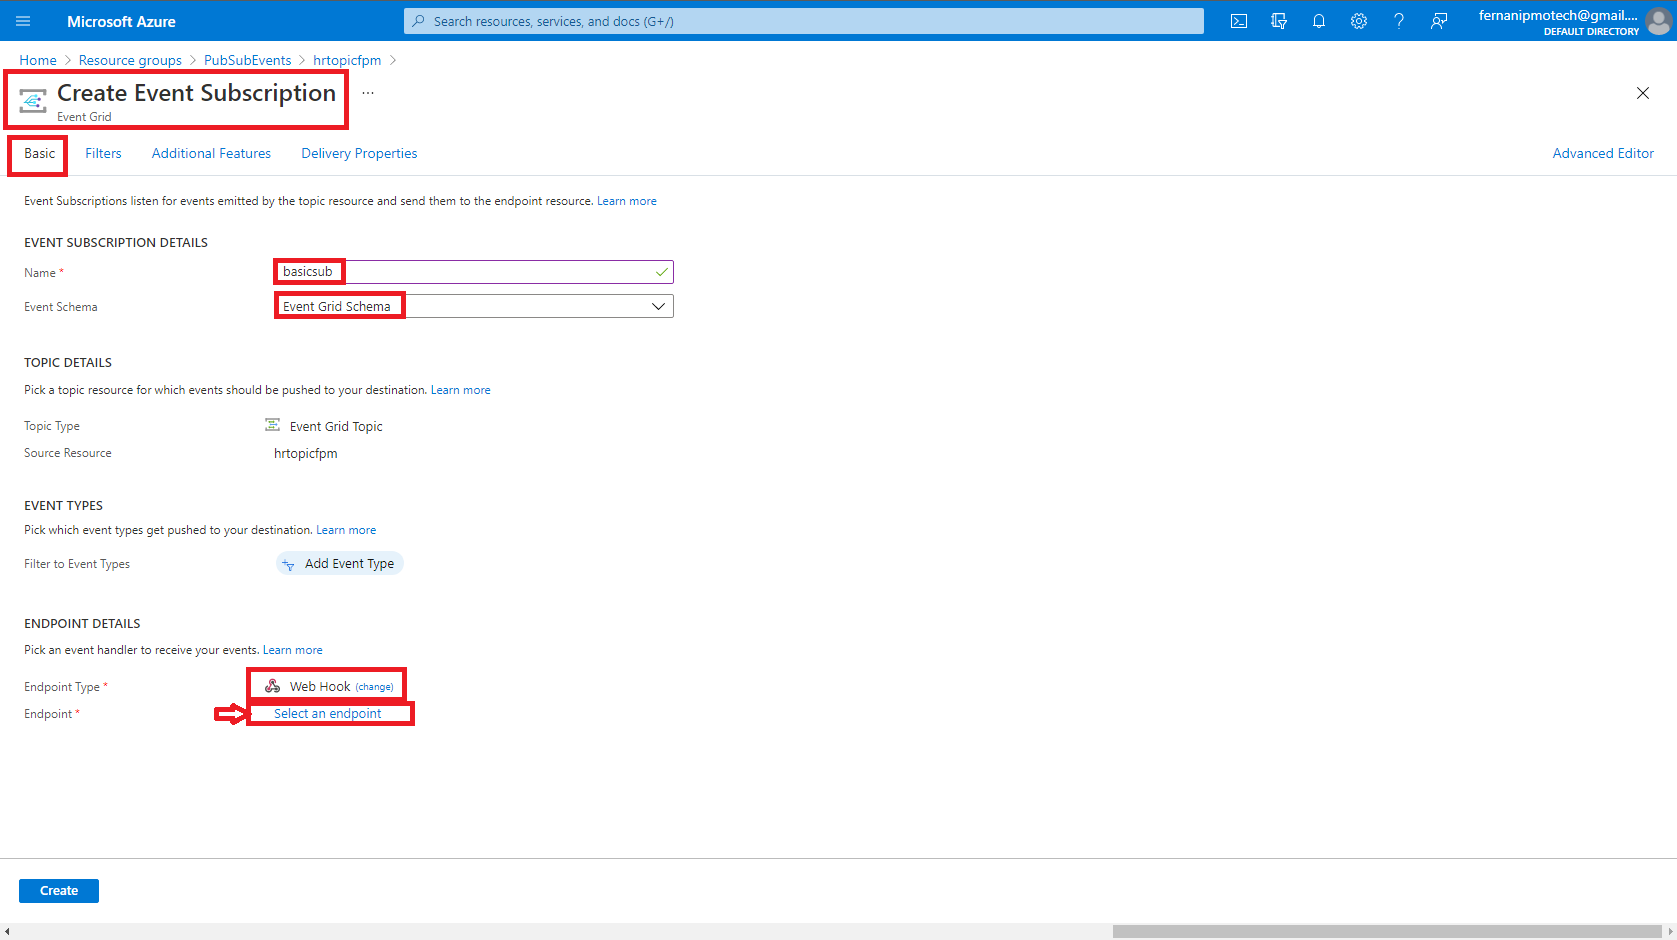 Microsoft Azure
Search resources, services, and docs (G+/)
fernanipmotech@gmail....
DEFAULT DIRECTORY
Home > Resource groups > PubSubEvents > hrtopicfpm >
Create Event Subscription ...
Event Grid
Basic Filters Additional Features Delivery Properties Advanced Editor
Event Subscriptions listen for events emitted by the topic resource and send them to the endpoint resource. Learn more
EVENT SUBSCRIPTION DETAILS
Name * basicsub
Event Schema Event Grid Schema
TOPIC DETAILS
Pick a topic resource for which events should be pushed to your destination. Learn more
Topic Type Event Grid Topic
Source Resource hrtopicfpm
EVENT TYPES
Pick which event types get pushed to your destination. Learn more
Filter to Event Types Add Event Type
ENDPOINT DETAILS
Pick an event handler to receive your events. Learn more
Endpoint Type * Web Hook (change)
Endpoint * Select an endpoint
Create